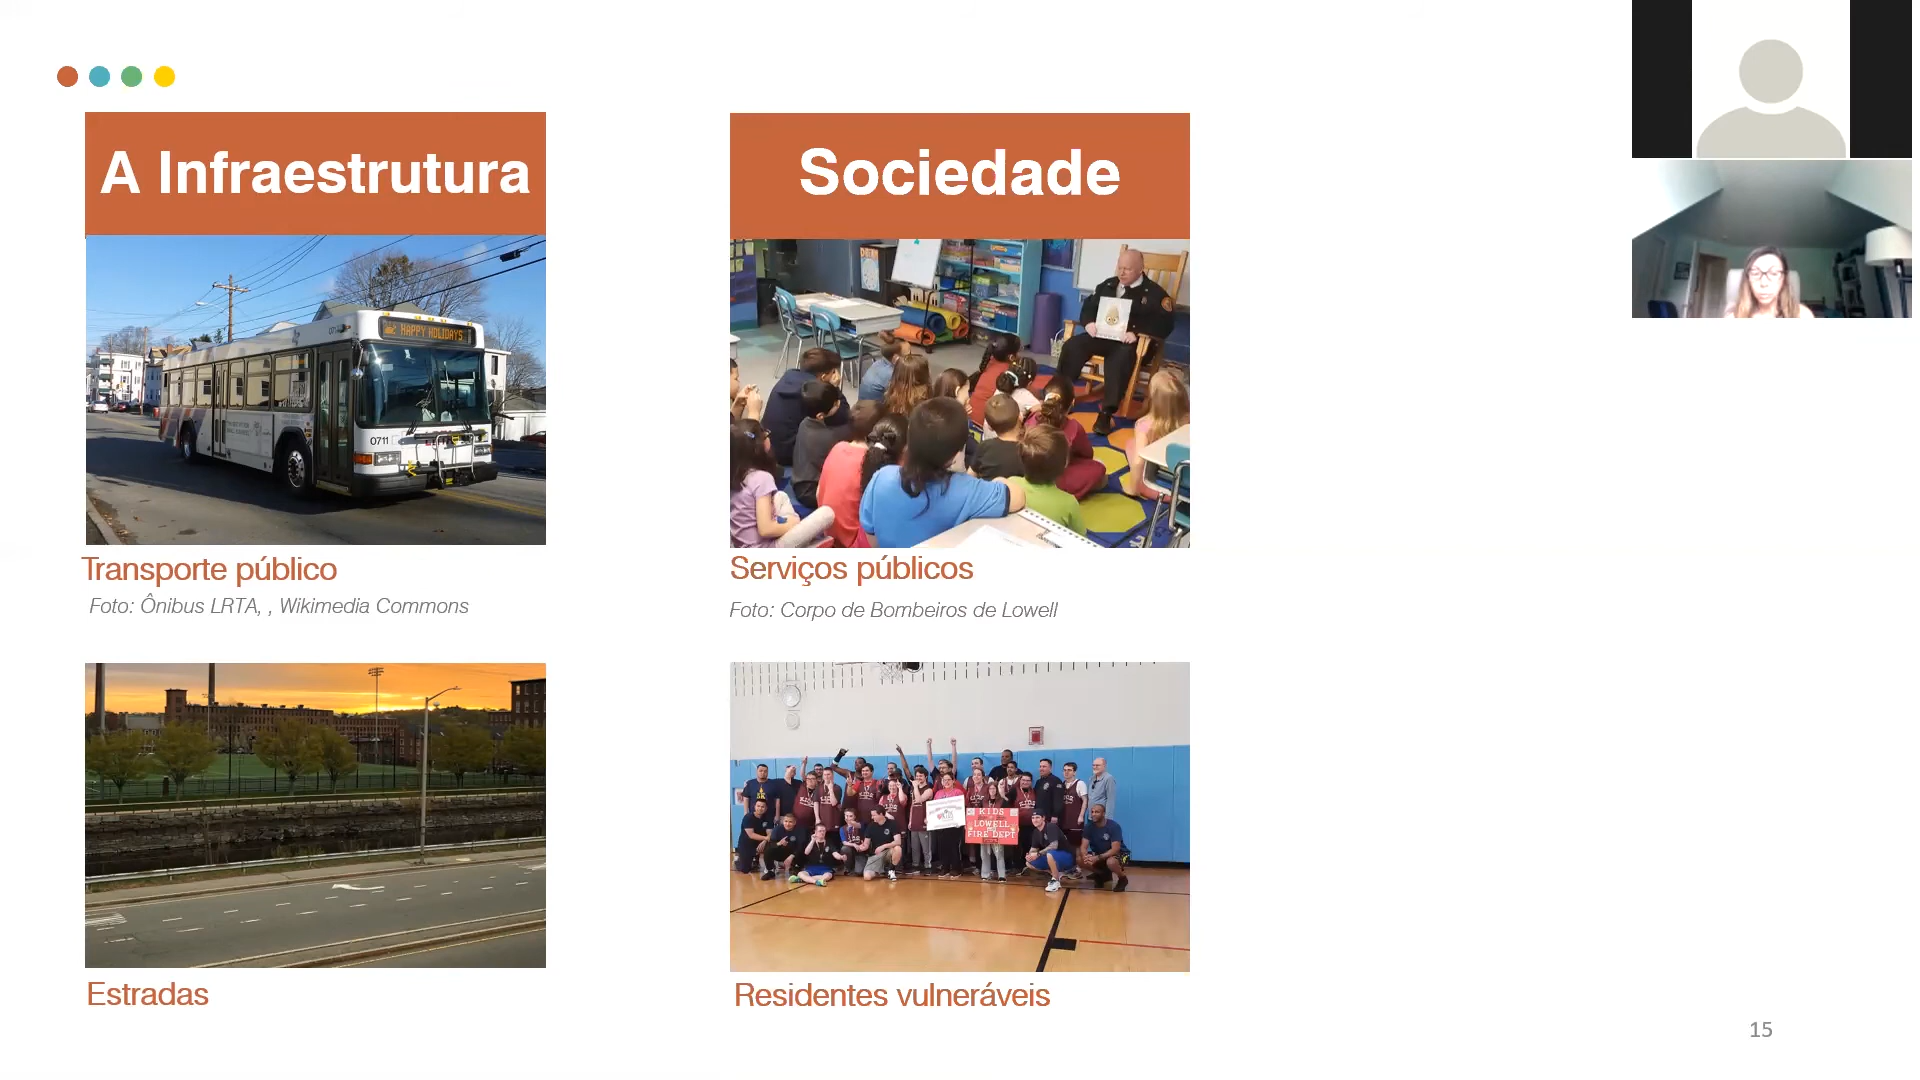 A Infraestrutura
HAPPY HOLIDAYS
0711
Transporte público
Foto: Ônibus LRTA, , Wikimedia Commons
Estradas
Sociedade
Serviços públicos
Foto: Corpo de Bombeiros de Lowell
KIDS
LOWELL
FIRE DEPT
Residentes vulneráveis
15